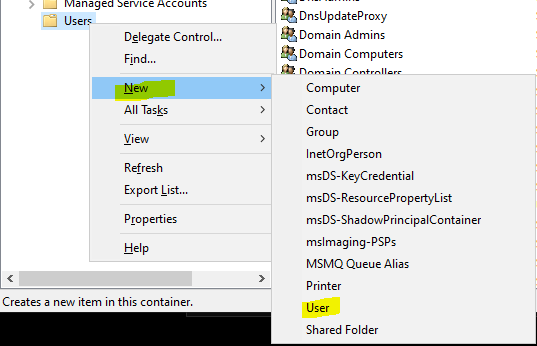 Managed Service Accounts
Users
Delegate Control...
Find...
New
All Tasks
View
Refresh
Export List...
Properties
Help
Creates a new item in this container.
DnsUpdateProxy
Domain Admins
Domain Computers
Domain Controllers
Computer
Contact
Group
InetOrgPerson
msDS-KeyCredential
msDS-ResourcePropertyList
msDS-ShadowPrincipalContainer
msImaging-PSPs
MSMQ Queue Alias
Printer
User
Shared Folder